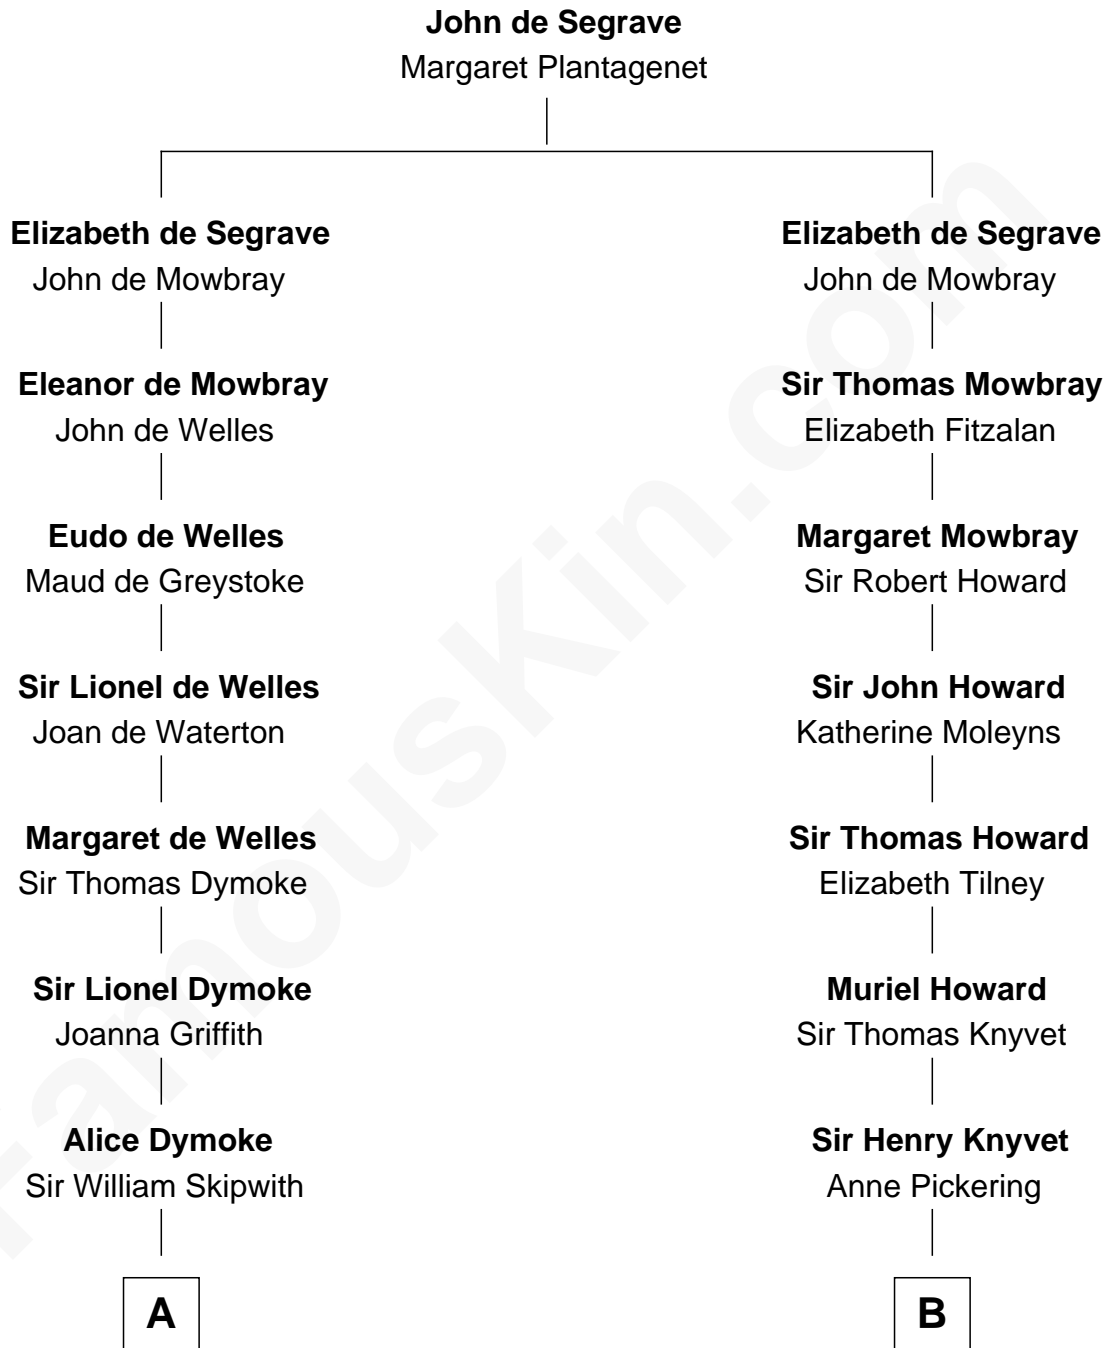 John de Segrave
Margaret Plantagenet
Elizabeth de Segrave
John de Mowbray
Eleanor de Mowbray
John de Welles
Eudo de Welles
Maud de Greystoke
Sir Lionel de Welles
Joan de Waterton
Margaret de Welles
Sir Thomas Dymoke
Sir Lionel Dymoke
Joanna Griffith
Alice Dymoke
Sir William Skipwith
A
Elizabeth de Segrave
John de Mowbray
Sir Thomas Mowbray
Elizabeth Fitzalan
Margaret Mowbray
Sir Robert Howard
Sir John Howard
Katherine Moleyns
Sir Thomas Howard
Elizabeth Tilney
Muriel Howard
Sir Thomas Knyvet
Sir Henry Knyvet
Anne Pickering
B
FamousKin.com